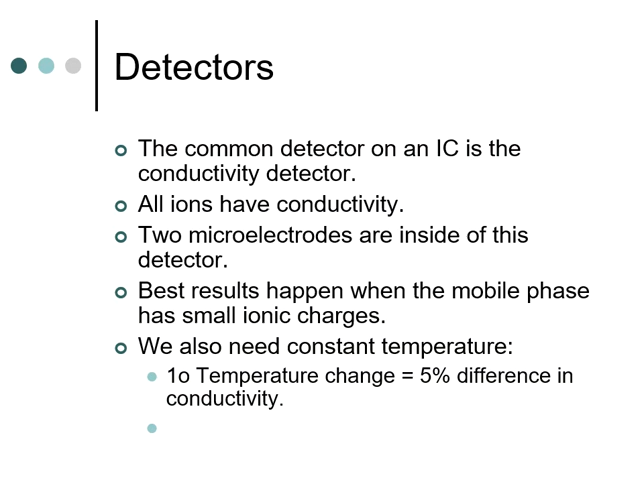 Detectors
The common detector on an IC is the
conductivity detector.
All ions have conductivity.
Two microelectrodes are inside of this
detector.
Best results happen when the mobile phase
has small ionic charges.
We also need constant temperature:
1o Temperature change = 5% difference in
conductivity.